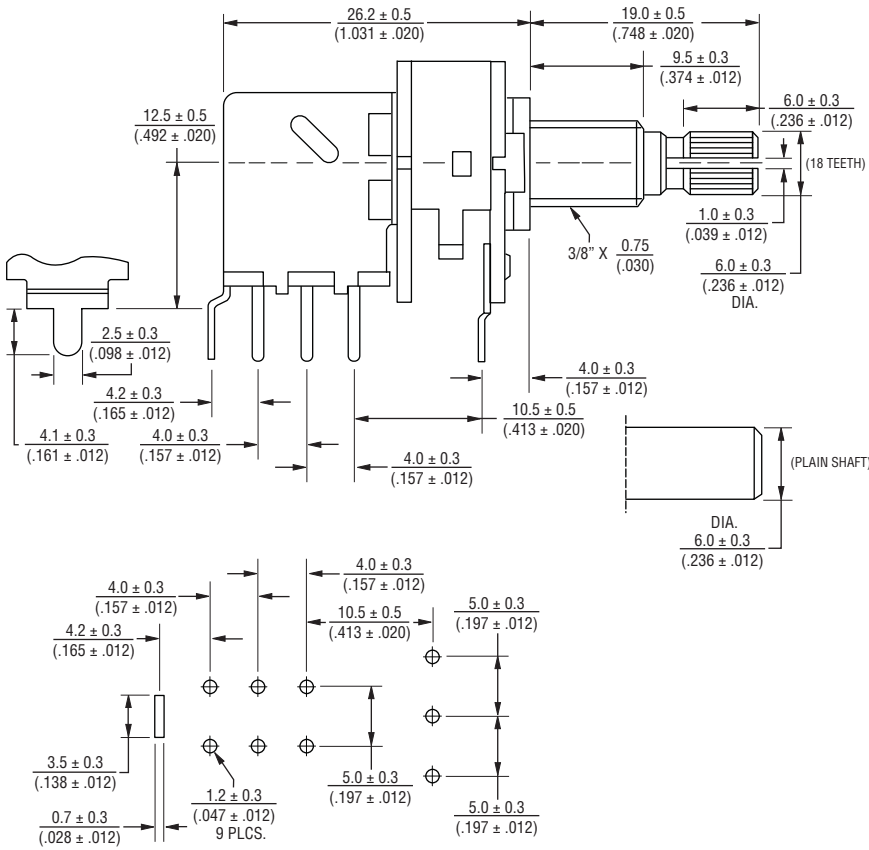 26.2 ± 0.5
(1.031 ± .020)
19.0 ± 0.5
(.748 ± .020)
9.5 ± 0.3
(.374 ± .012)
6.0 ± 0.3
(.236 ± .012)
12.5 ± 0.5
(.492 ± .020)
(18 TEETH)
1.0 ± 0.3
(.039 ± .012)
3/8” X 0.75
(.030)
6.0 ± 0.3
(.236 ± .012)
DIA.
2.5 ± 0.3
(.098 ± .012)
4.0 ± 0.3
(.157 ± .012)
4.2 ± 0.3
(.165 ± .012)
10.5 ± 0.5
(.413 ± .020)
4.1 ± 0.3
(.161 ± .012)
4.0 ± 0.3
(.157 ± .012)
4.0 ± 0.3
(.157 ± .012)
(PLAIN SHAFT)
DIA.
6.0 ± 0.3
(.236 ± .012)
4.0 ± 0.3
(.157 ± .012)
4.0 ± 0.3
(.157 ± .012)
10.5 ± 0.5
(.413 ± .020)
5.0 ± 0.3
(.197 ± .012)
4.2 ± 0.3
(.165 ± .012)
3.5 ± 0.3
(.138 ± .012)
5.0 ± 0.3
(.197 ± .012)
1.2 ± 0.3
(.047 ± .012)
9 PLCS.
0.7 ± 0.3
(.028 ± .012)
5.0 ± 0.3
(.197 ± .012)